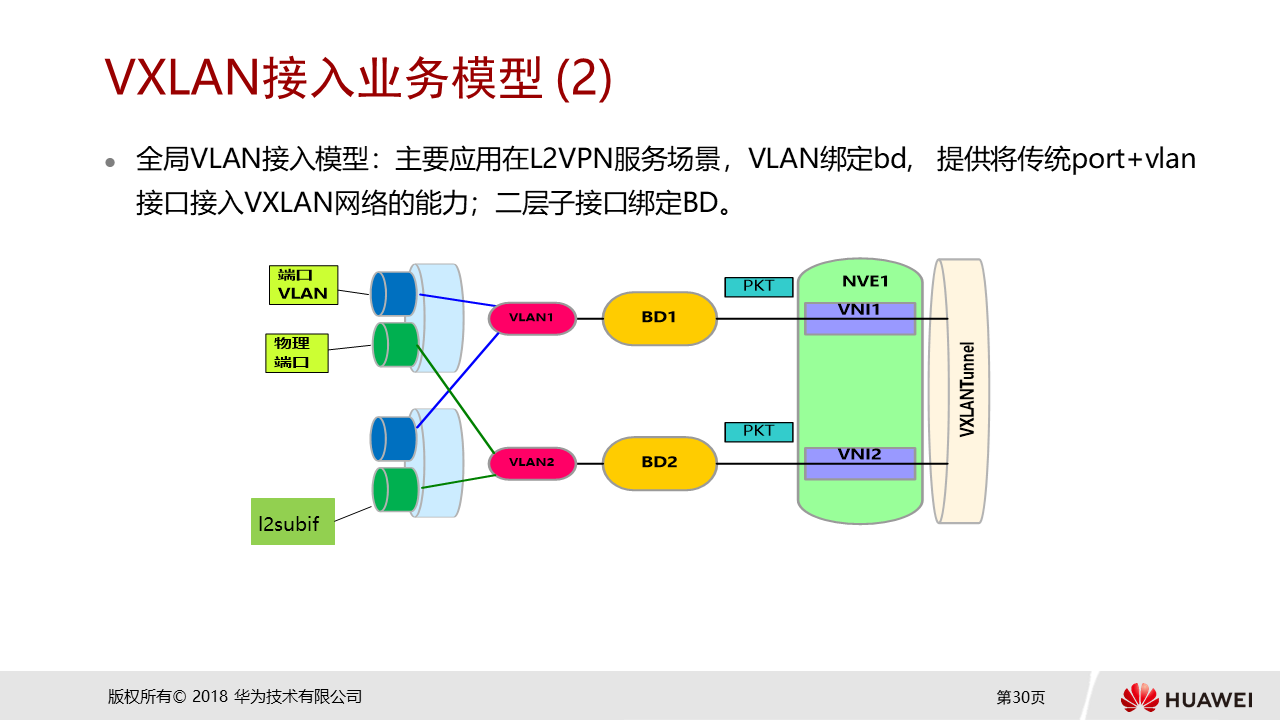 VXLAN接入业务模型 (2)
全局VLAN接入模型：主要应用在L2VPN服务场景，VLAN绑定bd, 提供将传统port+vlan
接口接入VXLAN网络的能力；二层子接口绑定BD。
端口
VLAN
物理
端口
l2subif
VLAN1
VLAN2
BD1
BD2
PKT
PKT
NVE1
VNI1
VNI2
VXLANTunnel
版权所有© 2018 华为技术有限公司
第30页
HUAWEI